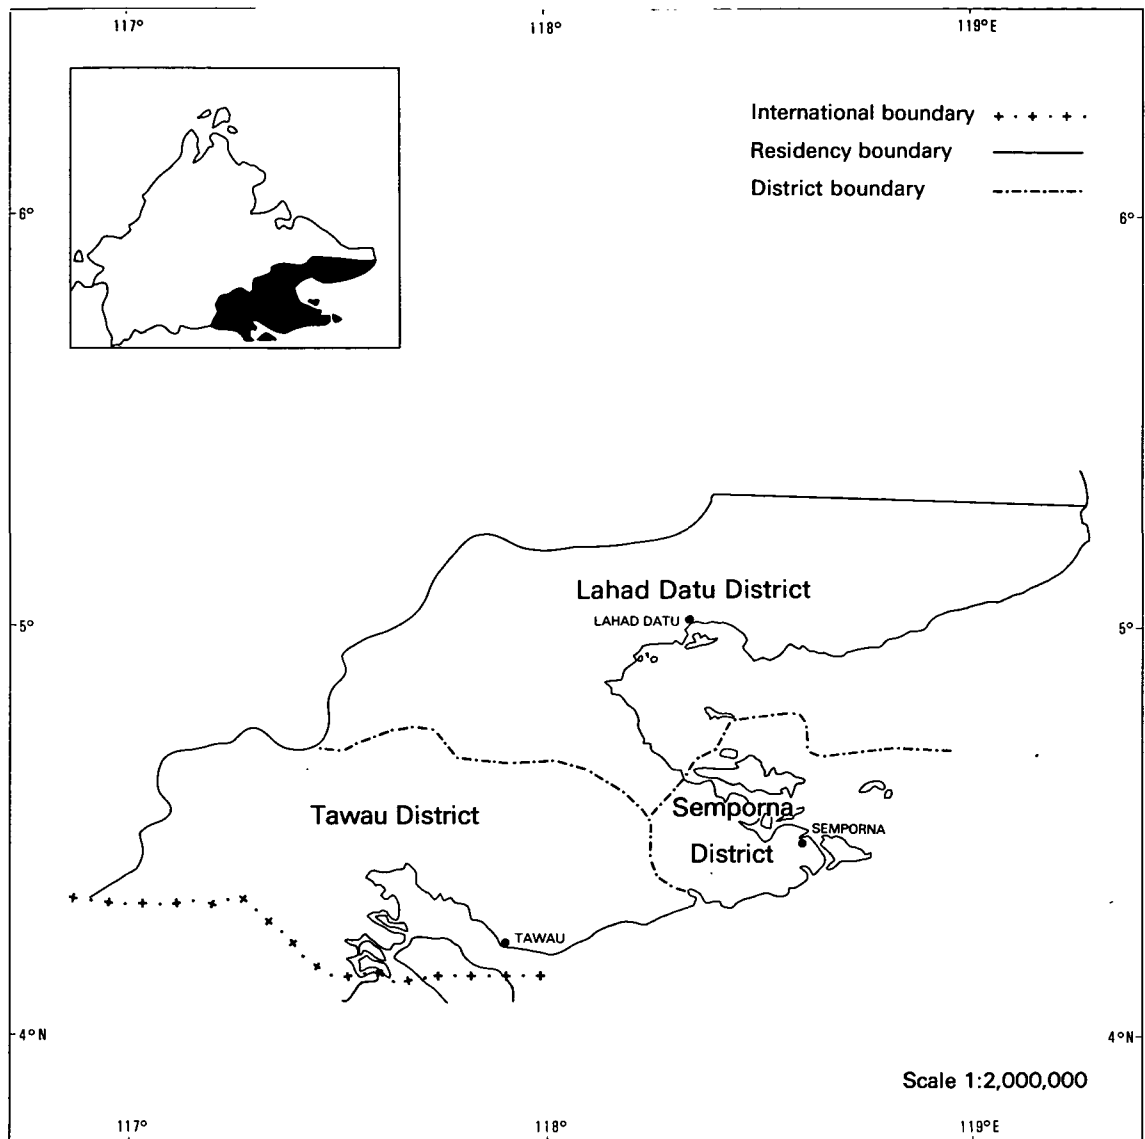 117°
118°
119°E
International boundary
Residency boundary
District boundary
6°
6°
Lahad Datu District
LAHAD DATU
5°
5°
Tawau District
Semporna
District
SEMPORNA
TAWAU
4°N
4°N
Scale 1:2,000,000
117°
118°
119°E